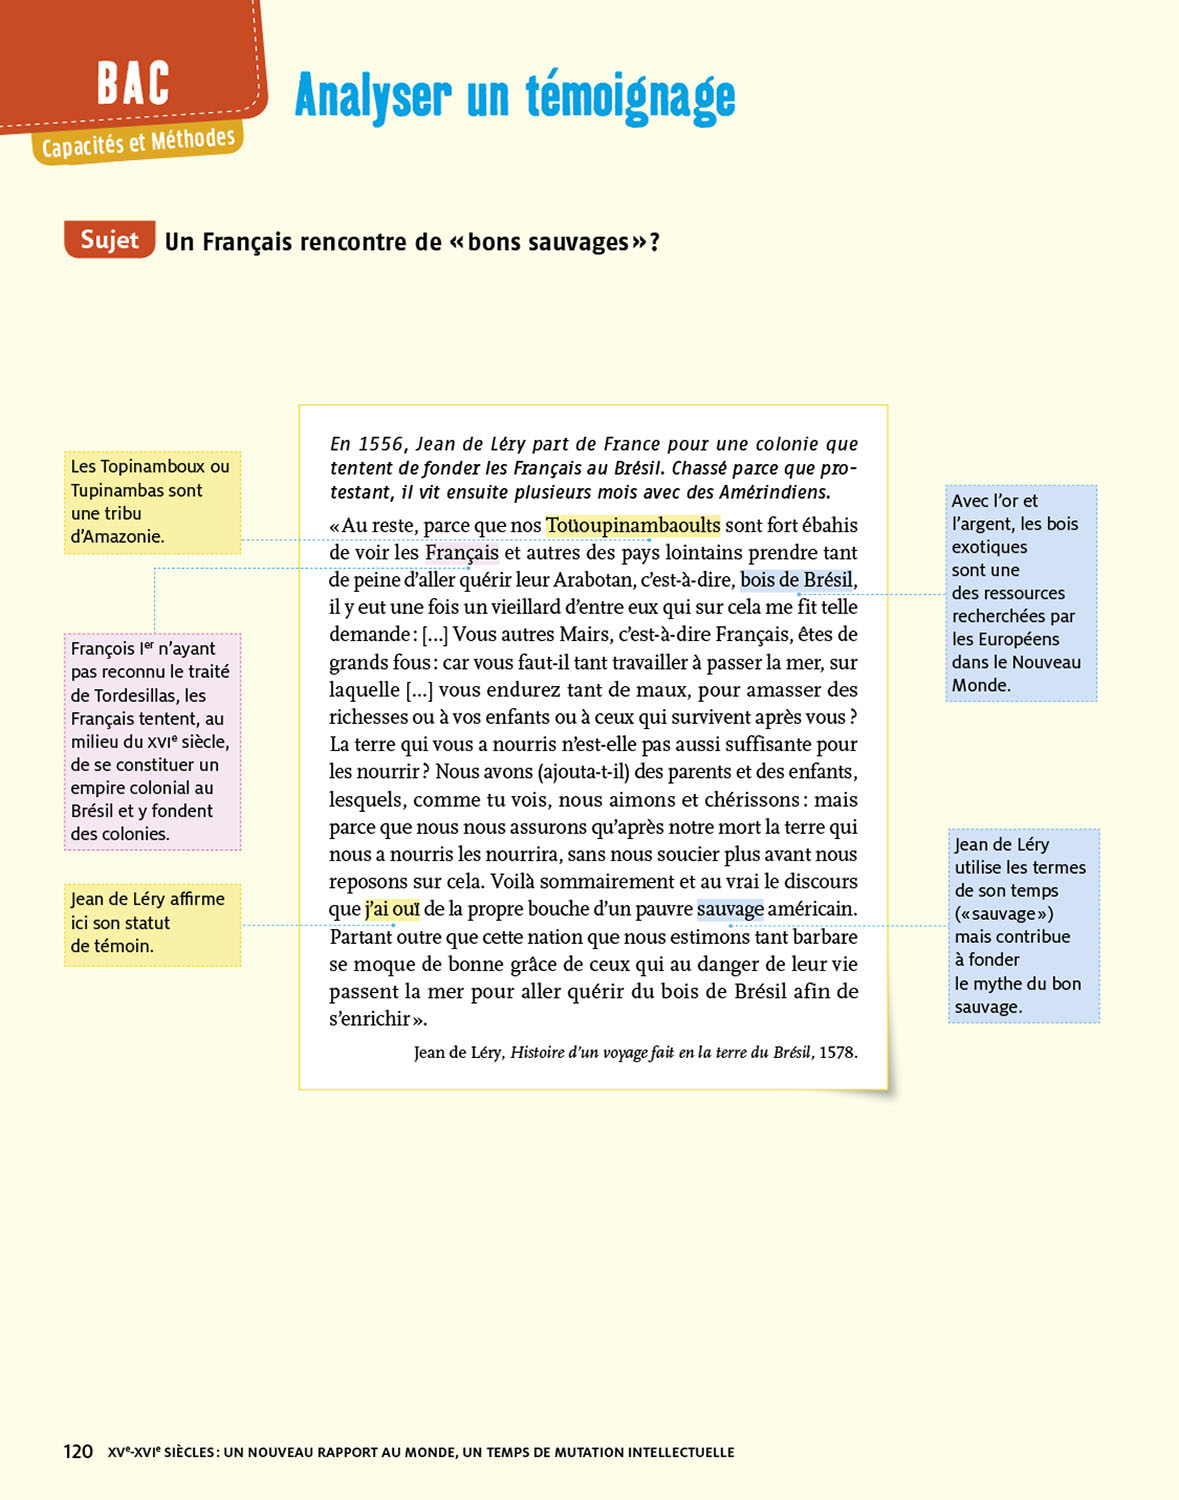 BAC
Capacités et Méthodes
Analyser un témoignage
Sujet Un Français rencontre de « bons sauvages » ?
Les Topinamboux ou
Tupinambas sont
une tribu
d’Amazonie.
François Ier n’ayant
pas reconnu le traité
de Tordesillas, les
Français tentent, au
milieu du XVIe siècle,
de se constituer un
empire colonial au
Brésil et y fondent
des colonies.
Jean de Léry affirme
ici son statut
de témoin.
En 1556, Jean de Léry part de France pour une colonie que
tentent de fonder les Français au Brésil. Chassé parce que pro-
testant, il vit ensuite plusieurs mois avec des Amérindiens.
« Au reste, parce que nos Toüoupinambaoults sont fort ébahis
de voir les Français et autres des pays lointains prendre tant
de peine d’aller quérir leur Arabotan, c’est-à-dire, bois de Brésil,
il y eut une fois un vieillard d’entre eux qui sur cela me fit telle
demande : [...] Vous autres Mairs, c’est-à-dire Français, êtes de
grands fous : car vous faut-il tant travailler à passer la mer, sur
laquelle [...] vous endurez tant de maux, pour amasser des
richesses ou à vos enfants ou à ceux qui survivent après vous ?
La terre qui vous a nourris n’est-elle pas aussi suffisante pour
les nourrir ? Nous avons (ajouta-t-il) des parents et des enfants,
lesquels, comme tu vois, nous aimons et chérissons : mais
parce que nous nous assurons qu’après notre mort la terre qui
nous a nourris les nourrira, sans nous soucier plus avant nous
reposons sur cela. Voilà sommairement et au vrai le discours
que j’ai ouï de la propre bouche d’un pauvre sauvage américain.
Partant outre que cette nation que nous estimons tant barbare
se moque de bonne grâce de ceux qui au danger de leur vie
passent la mer pour aller quérir du bois de Brésil afin de
s’enrichir ».
Jean de Léry, Histoire d’un voyage fait en la terre du Brésil, 1578.
Avec l’or et
l’argent, les bois
exotiques
sont une
des ressources
recherchées par
les Européens
dans le Nouveau
Monde.
Jean de Léry
utilise les termes
de son temps
(« sauvage »)
mais contribue
à fonder
le mythe du bon
sauvage.
120 XVe-XVIe SIÈCLES : UN NOUVEAU RAPPORT AU MONDE, UN TEMPS DE MUTATION INTELLECTUELLE